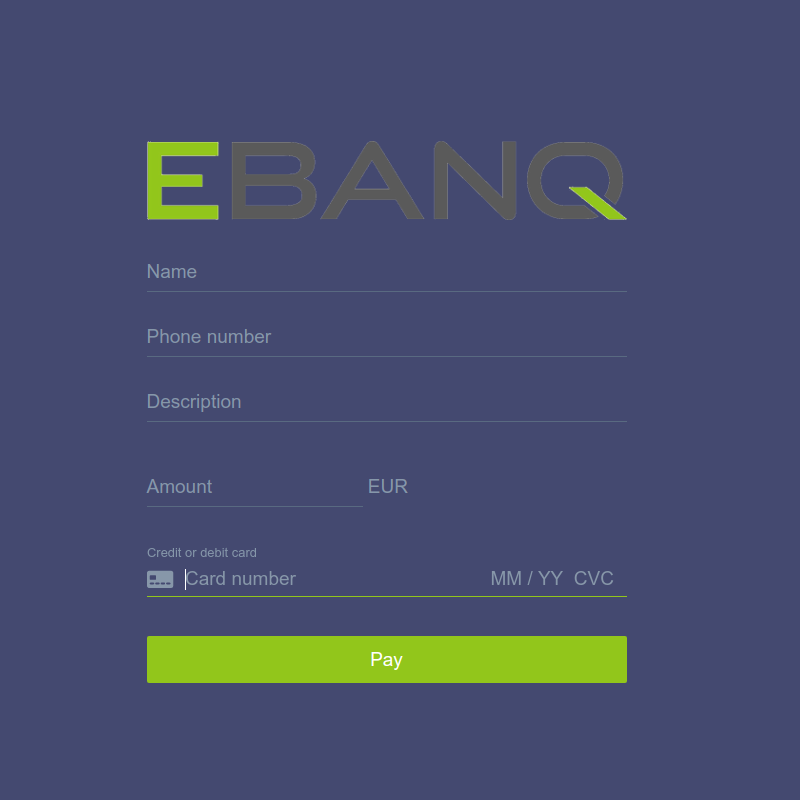 EBANQ
Name
Phone number
Description
Amount EUR
Credit or debit card
Card number MM / YY CVC
Pay